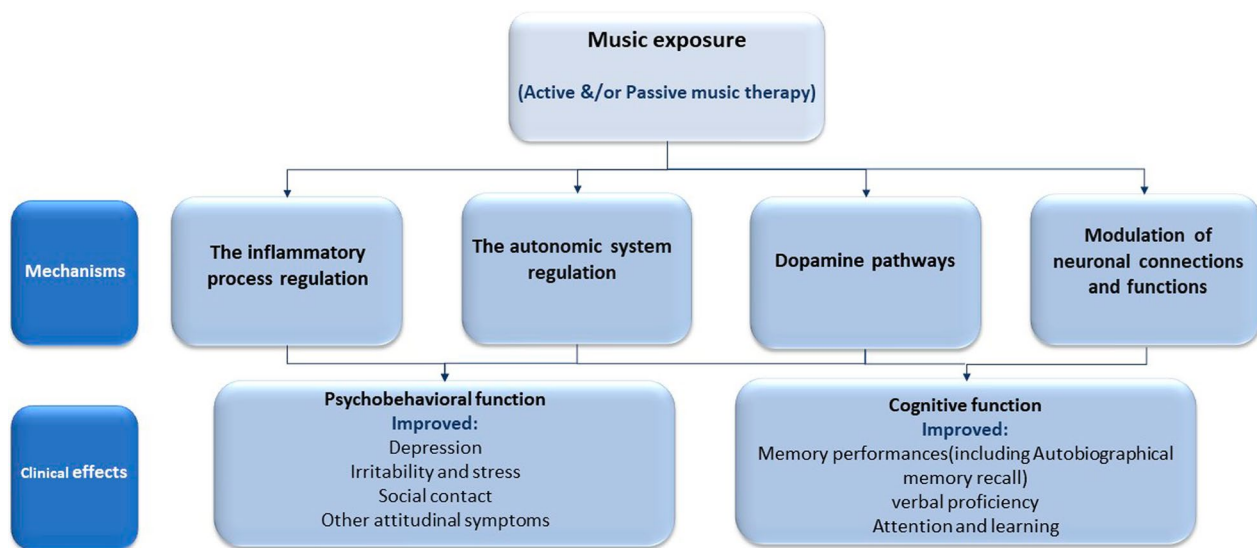 Music exposure
(Active &/or Passive music therapy)
Mechanisms
The inflammatory
process regulation
The autonomic system
regulation
Dopamine pathways
Modulation of
neuronal connections
and functions
Clinical effects
Psychobehavioral function
Improved:
Depression
Irritability and stress
Social contact
Other attitudinal symptoms
Cognitive function
Improved:
Memory performances(including Autobiographical
memory recall)
verbal proficiency
Attention and learning